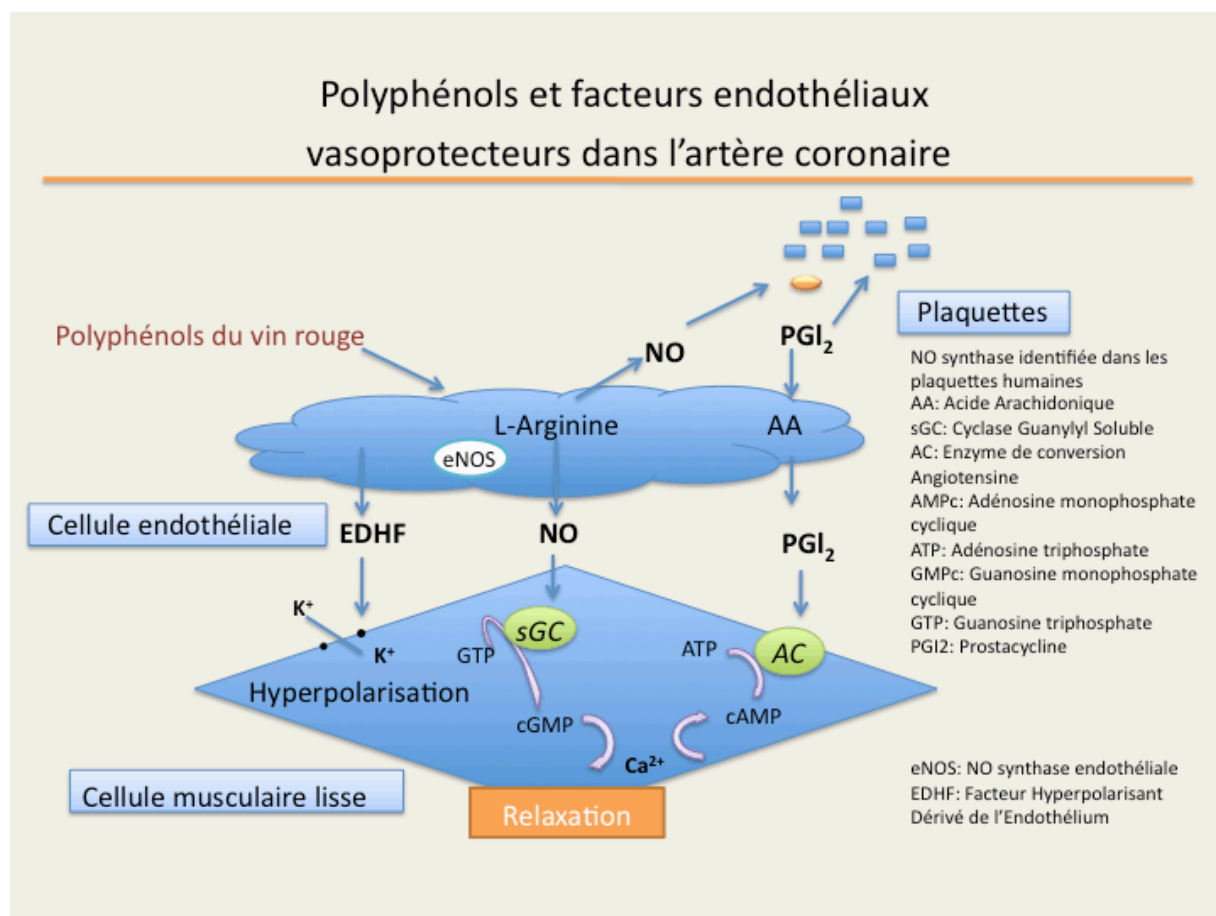 Polyphénols et facteurs endothéliaux
vasoprotecteurs dans l'artère coronaire
Polyphénols du vin rouge
NO
PGl₂
Plaquettes
NO synthase identifiée dans les
plaquettes humaines
AA: Acide Arachidonique
sGC: Cyclase Guanylyl Soluble
AC: Enzyme de conversion
Angiotensine
AMPc: Adénosine monophosphate
cyclique
ATP: Adénosine triphosphate
GMPc: Guanosine monophosphate
cyclique
GTP: Guanosine triphosphate
PGl2: Prostacycline
L-Arginine
AA
eNOS
Cellule endothéliale
EDHF
NO
PGl₂
K⁺
K⁺
Hyperpolarisation
sGC
GTP
cGMP
ATP
AC
cAMP
Ca²⁺
Cellule musculaire lisse
Relaxation
eNOS: NO synthase endothéliale
EDHF: Facteur Hyperpolarisant
Dérivé de l'Endothélium